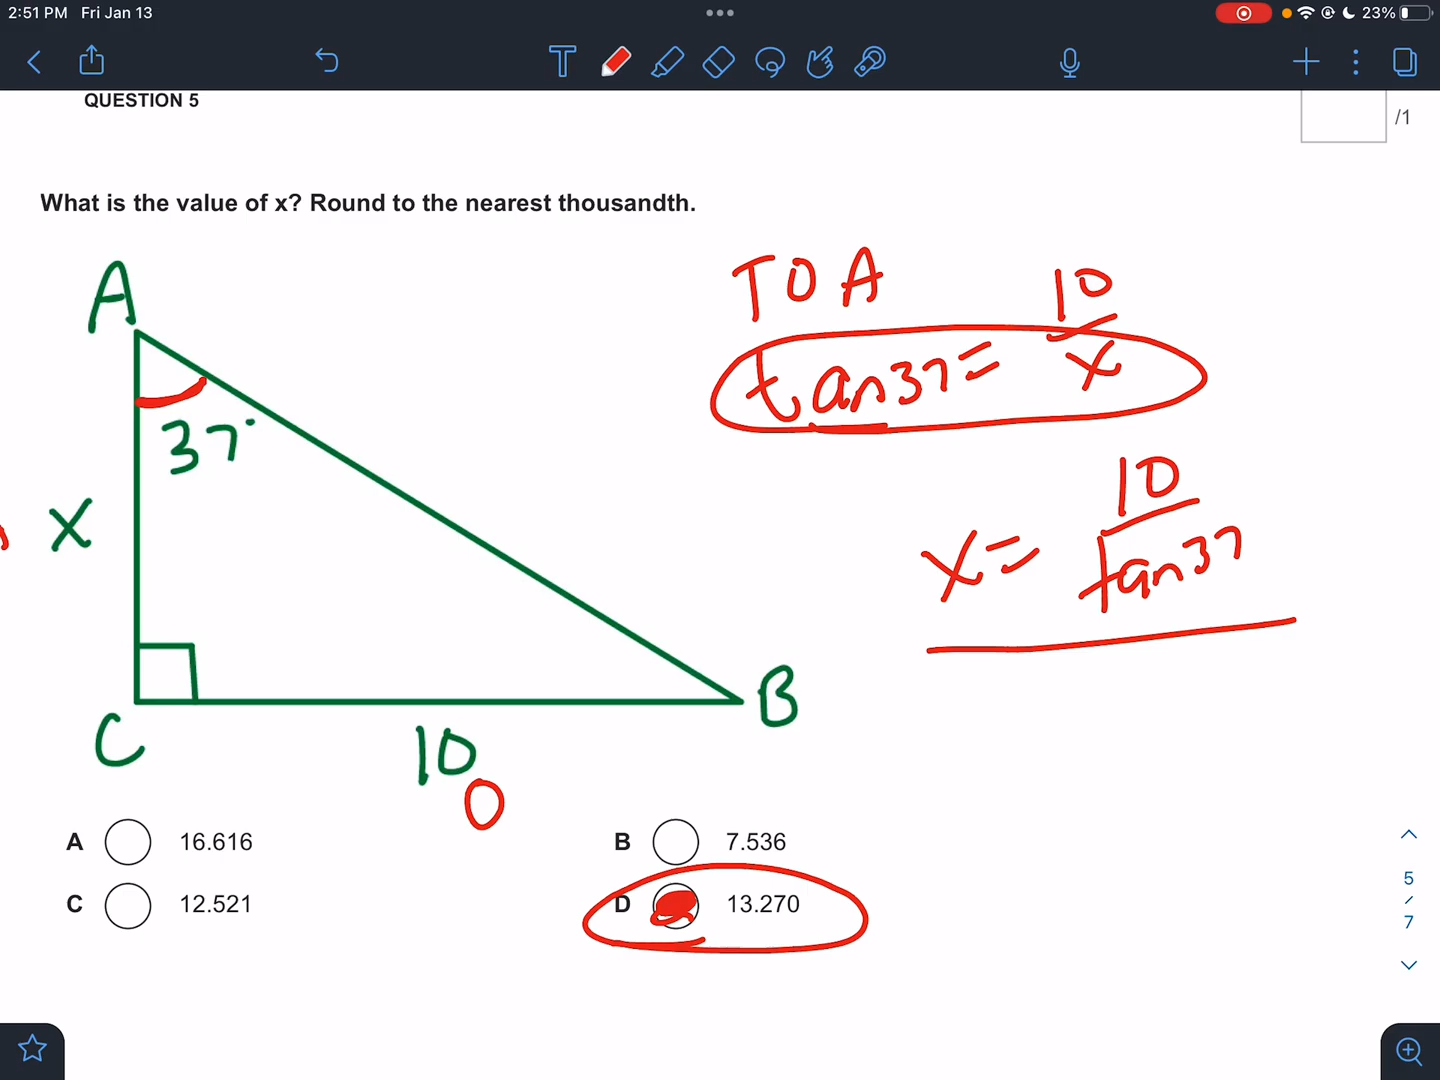 2:51 PM Fri Jan 13
23%
T
QUESTION 5
/1
What is the value of x? Round to the nearest thousandth.
A
TOA
10
tan37=
x
37°
x
10
x=
tan37
C
B
10
O
A 16.616
B 7.536
C 12.521
D 13.270
5
/
7